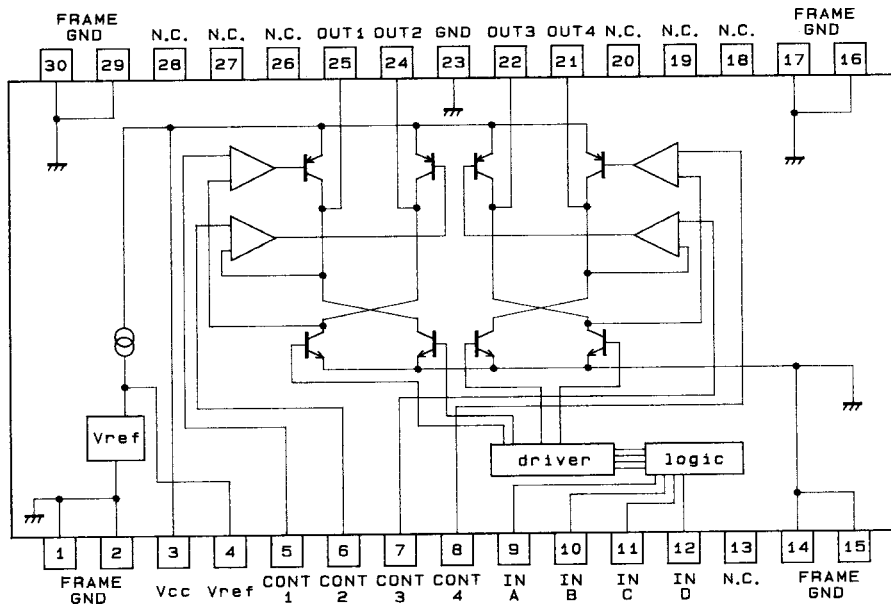 FRAME GND N.C. N.C. N.C. OUT1 OUT2 GND OUT3 OUT4 N.C. N.C. N.C. FRAME GND
30 29 28 27 26 25 24 23 22 21 20 19 18 17 16
Vref
driver
logic
1 2 3 4 5 6 7 8 9 10 11 12 13 14 15
FRAME GND Vcc Vref CONT 1 CONT 2 CONT 3 CONT 4 IN A IN B IN C IN D N.C. FRAME GND